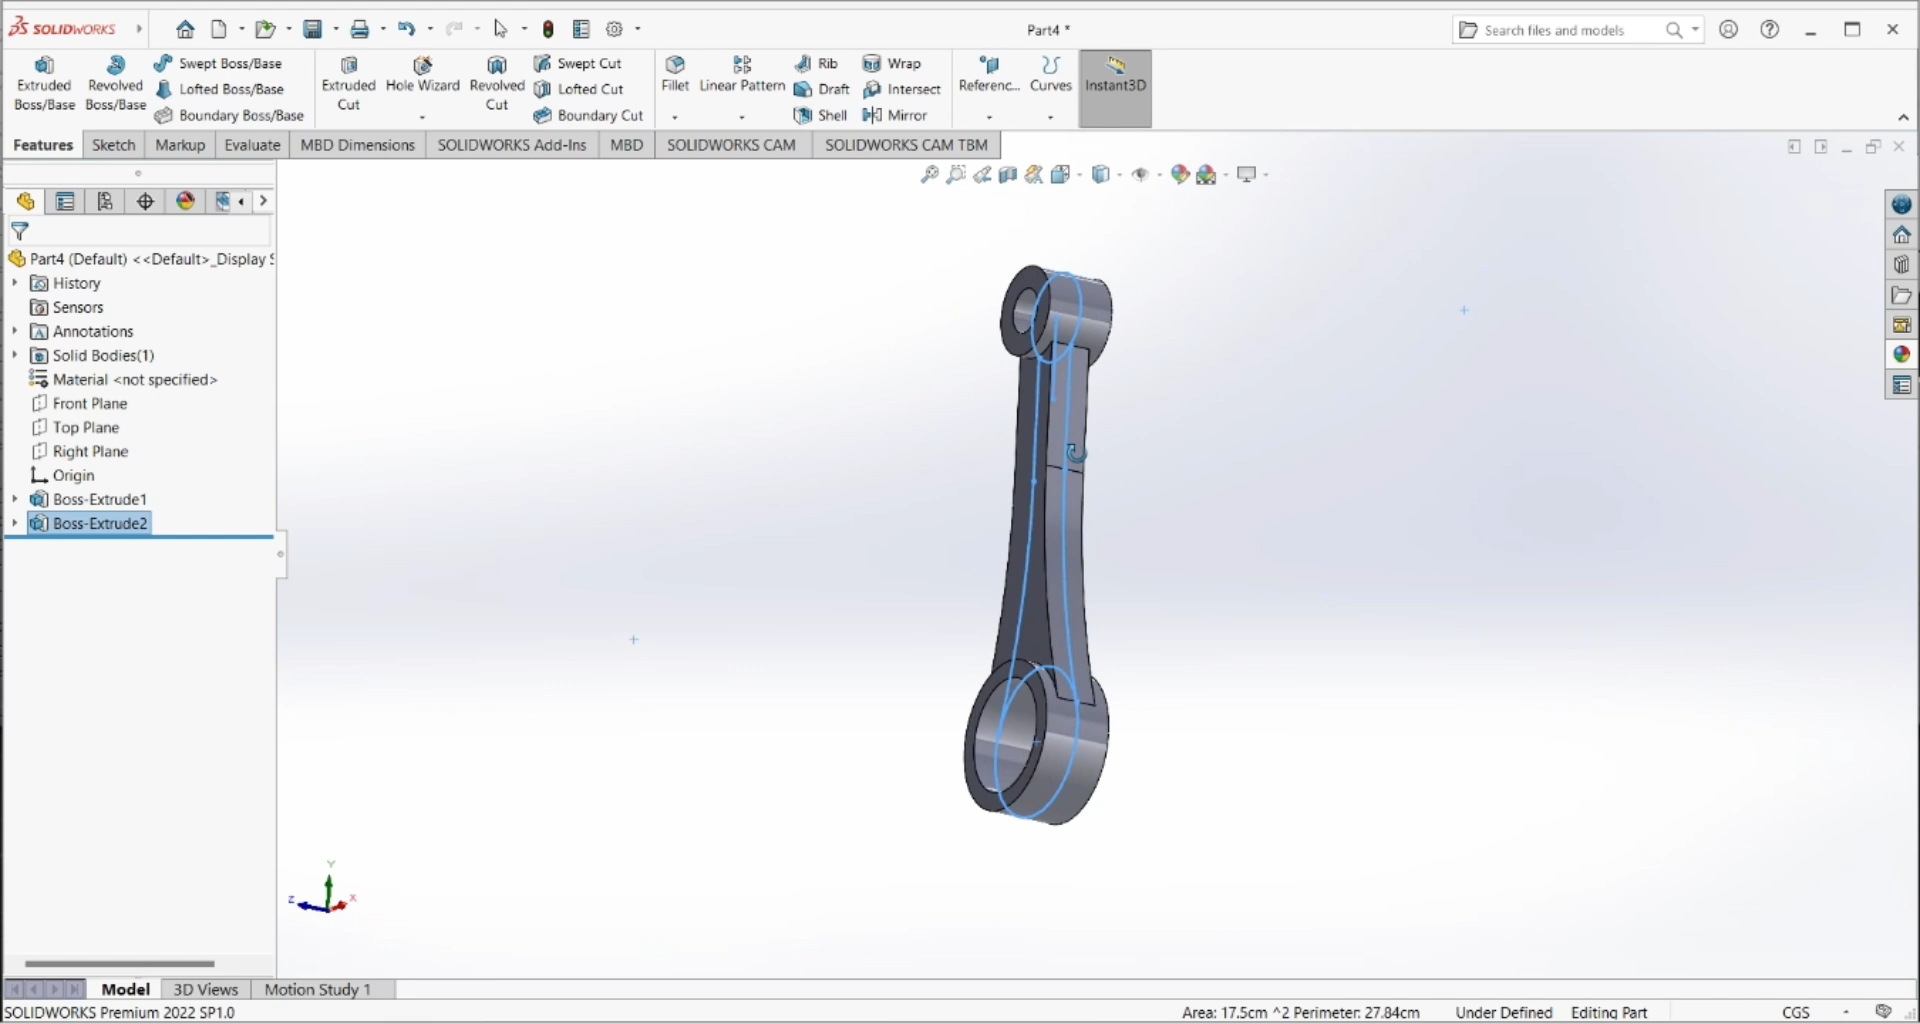 SOLIDWORKS
Part4 *
Search files and models
Extruded Boss/Base
Revolved Boss/Base
Swept Boss/Base
Lofted Boss/Base
Boundary Boss/Base
Extruded Cut
Hole Wizard
Revolved Cut
Swept Cut
Lofted Cut
Boundary Cut
Fillet
Linear Pattern
Rib
Draft
Shell
Wrap
Intersect
Mirror
Referenc...
Curves
Instant3D
Features
Sketch
Markup
Evaluate
MBD Dimensions
SOLIDWORKS Add-Ins
MBD
SOLIDWORKS CAM
SOLIDWORKS CAM TBM
Part4 (Default) <<Default>_Display S
History
Sensors
Annotations
Solid Bodies(1)
Material <not specified>
Front Plane
Top Plane
Right Plane
Origin
Boss-Extrude1
Boss-Extrude2
Y
Z
X
Model
3D Views
Motion Study 1
SOLIDWORKS Premium 2022 SP1.0
Area: 17.5cm ^2 Perimeter: 27.84cm
Under Defined
Editing Part
CGS